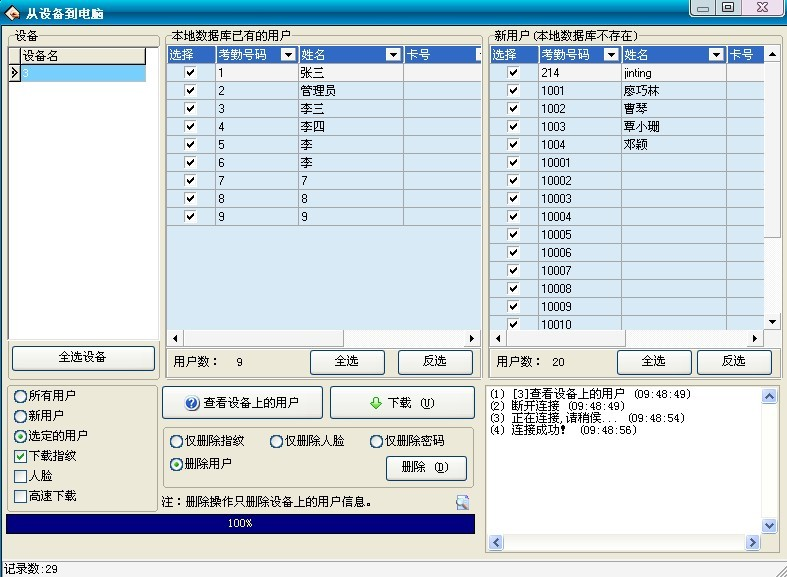 从设备到电脑
设备
设备名
3
全选设备
本地数据库已有的用户
选择 考勤号码 姓名 卡号
1 张三
2 管理员
3 李三
4 李四
5 李
6 李
7 7
8 8
9 9
用户数： 9 全选 反选
新用户(本地数据库不存在)
选择 考勤号码 姓名 卡号
214 jinting
1001 廖巧林
1002 曹琴
1003 覃小珊
1004 邓颖
10001
10002
10003
10004
10005
10006
10007
10008
10009
10010
用户数： 20 全选 反选
所有用户
新用户
选定的用户
下载指纹
人脸
高速下载
查看设备上的用户 下载 (U)
仅删除指纹 仅删除人脸 仅删除密码
删除用户 删除 (D)
注：删除操作只删除设备上的用户信息。
100%
(1) [3]查看设备上的用户 (09:48:49)
(2) 断开连接 (09:48:49)
(3) 正在连接,请稍侯... (09:48:54)
(4) 连接成功! (09:48:56)
记录数:29